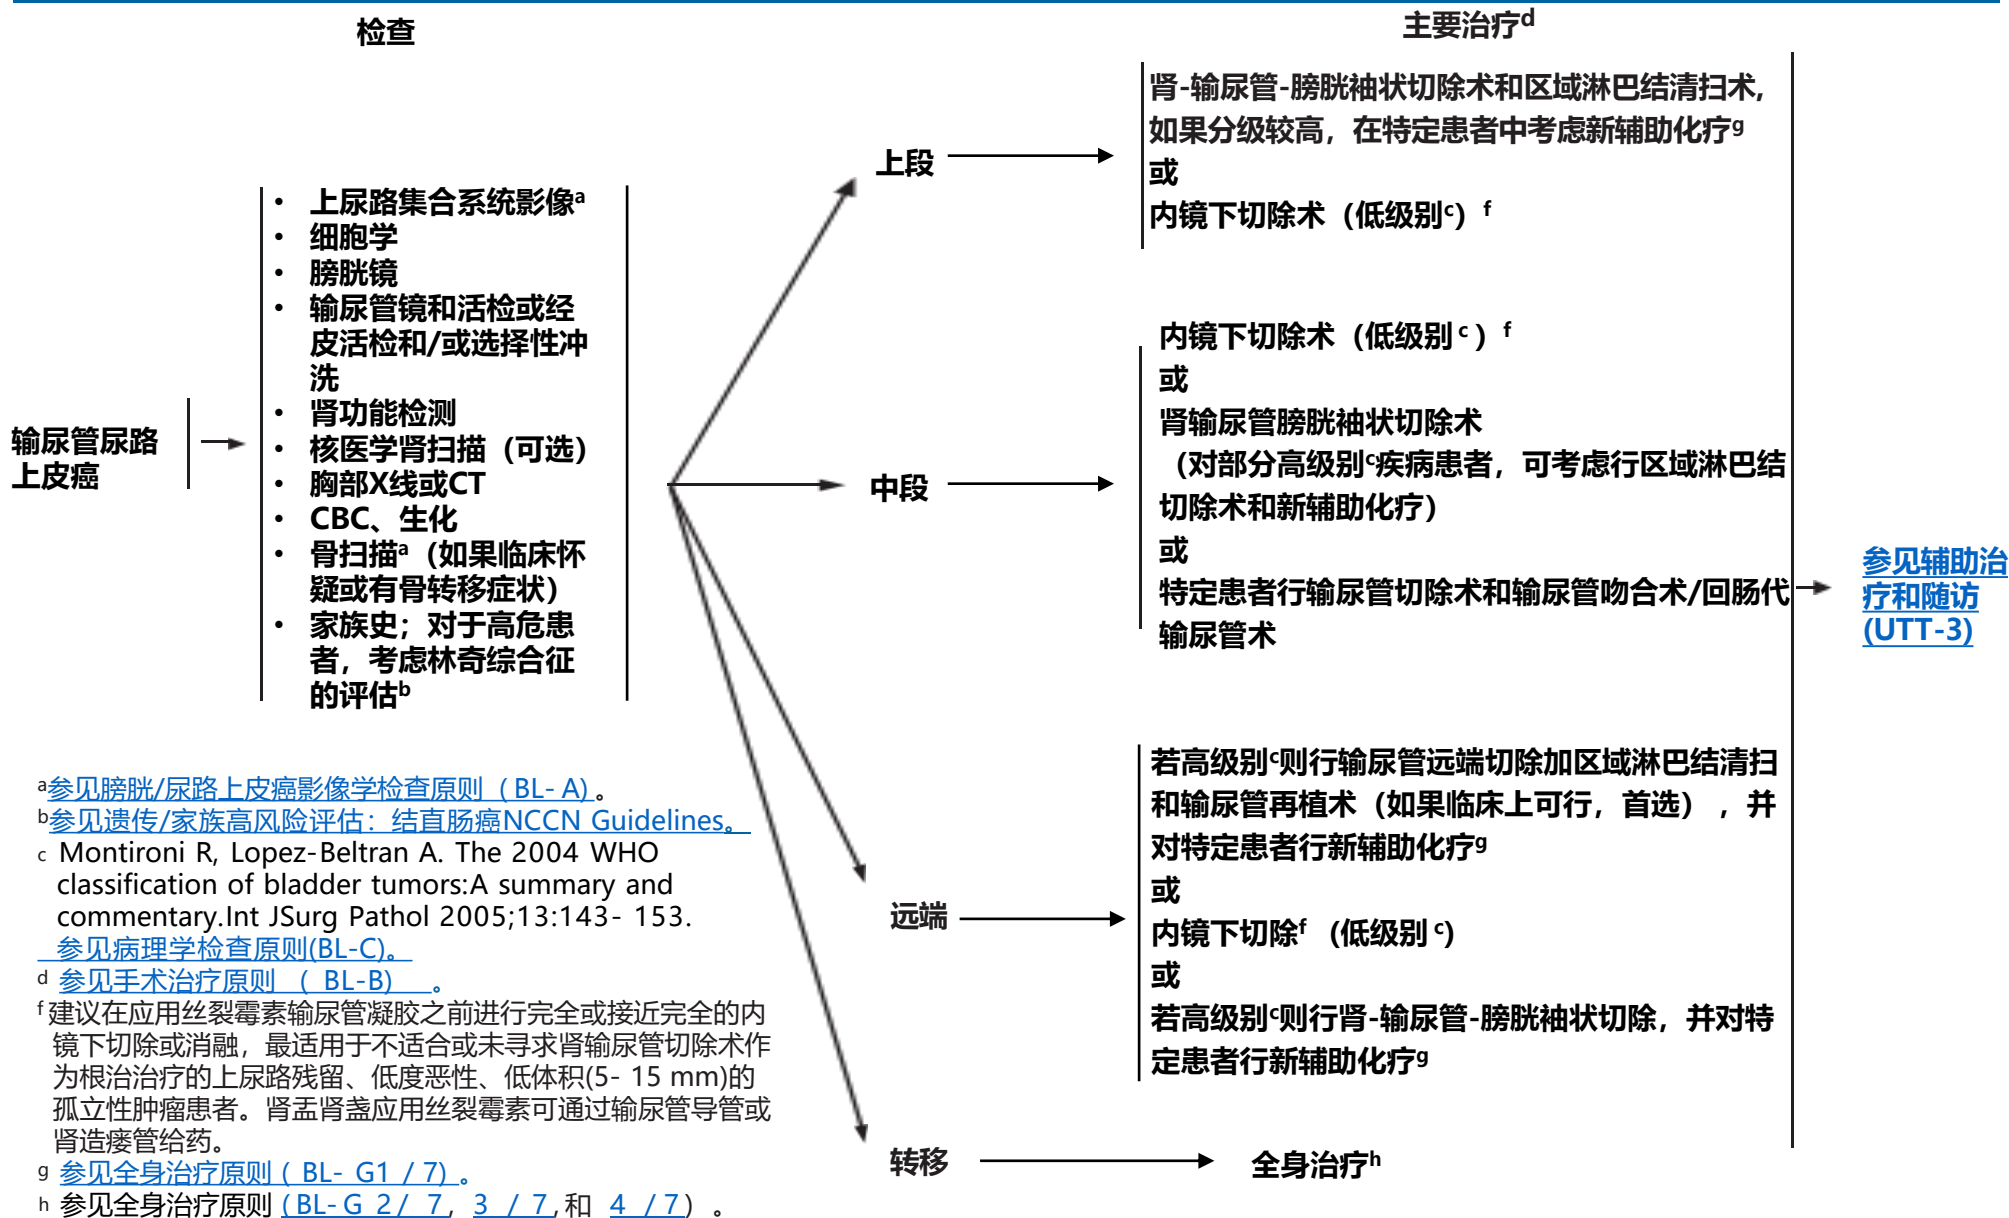 检查
主要治疗d
输尿管尿路
上皮癌
• 上尿路集合系统影像a
• 细胞学
• 膀胱镜
• 输尿管镜和活检或经
皮活检和/或选择性冲
洗
• 肾功能检测
• 核医学肾扫描（可选）
• 胸部X线或CT
• CBC、生化
• 骨扫描a（如果临床怀
疑或有骨转移症状）
• 家族史；对于高危患
者，考虑林奇综合征
的评估b
上段
肾-输尿管-膀胱袖状切除术和区域淋巴结清扫术,
如果分级较高，在特定患者中考虑新辅助化疗g
或
内镜下切除术（低级别c）f
中段
内镜下切除术（低级别c）f
或
肾输尿管膀胱袖状切除术
（对部分高级别c疾病患者，可考虑行区域淋巴结
切除术和新辅助化疗）
或
特定患者行输尿管切除术和输尿管吻合术/回肠代
输尿管术
远端
若高级别c则行输尿管远端切除加区域淋巴结清扫
和输尿管再植术（如果临床上可行，首选），并
对特定患者行新辅助化疗g
或
内镜下切除f（低级别c)
或
若高级别c则行肾-输尿管-膀胱袖状切除，并对特
定患者行新辅助化疗g
转移
全身治疗h
参见辅助治
疗和随访
(UTT-3)
a参见膀胱/尿路上皮癌影像学检查原则（BL- A)。
b参见遗传/家族高风险评估：结直肠癌NCCN Guidelines。
c Montironi R, Lopez-Beltran A. The 2004 WHO
classification of bladder tumors:A summary and
commentary.Int JSurg Pathol 2005;13:143- 153.
参见病理学检查原则(BL-C)。
d 参见手术治疗原则 （ BL-B) 。
f 建议在应用丝裂霉素输尿管凝胶之前进行完全或接近完全的内
镜下切除或消融，最适用于不适合或未寻求肾输尿管切除术作
为根治治疗的上尿路残留、低度恶性、低体积(5- 15 mm)的
孤立性肿瘤患者。肾盂肾盏应用丝裂霉素可通过输尿管导管或
肾造瘘管给药。
g 参见全身治疗原则 ( BL- G1 / 7) 。
h 参见全身治疗原则 (BL- G 2 / 7, 3 / 7,和 4 / 7) 。